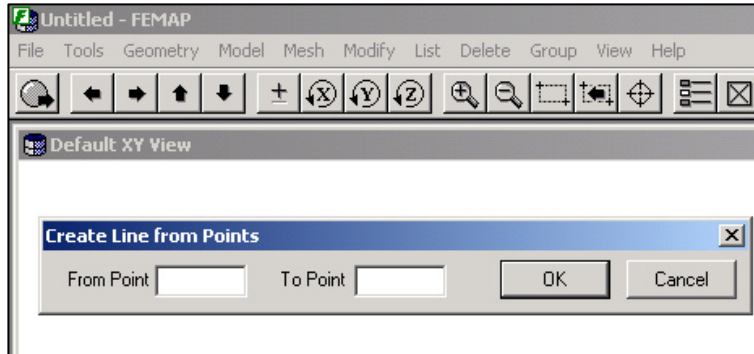 Untitled - FEMAP
File Tools Geometry Model Mesh Modify List Delete Group View Help
± X Y Z
Default XY View
Create Line from Points
From Point To Point OK Cancel